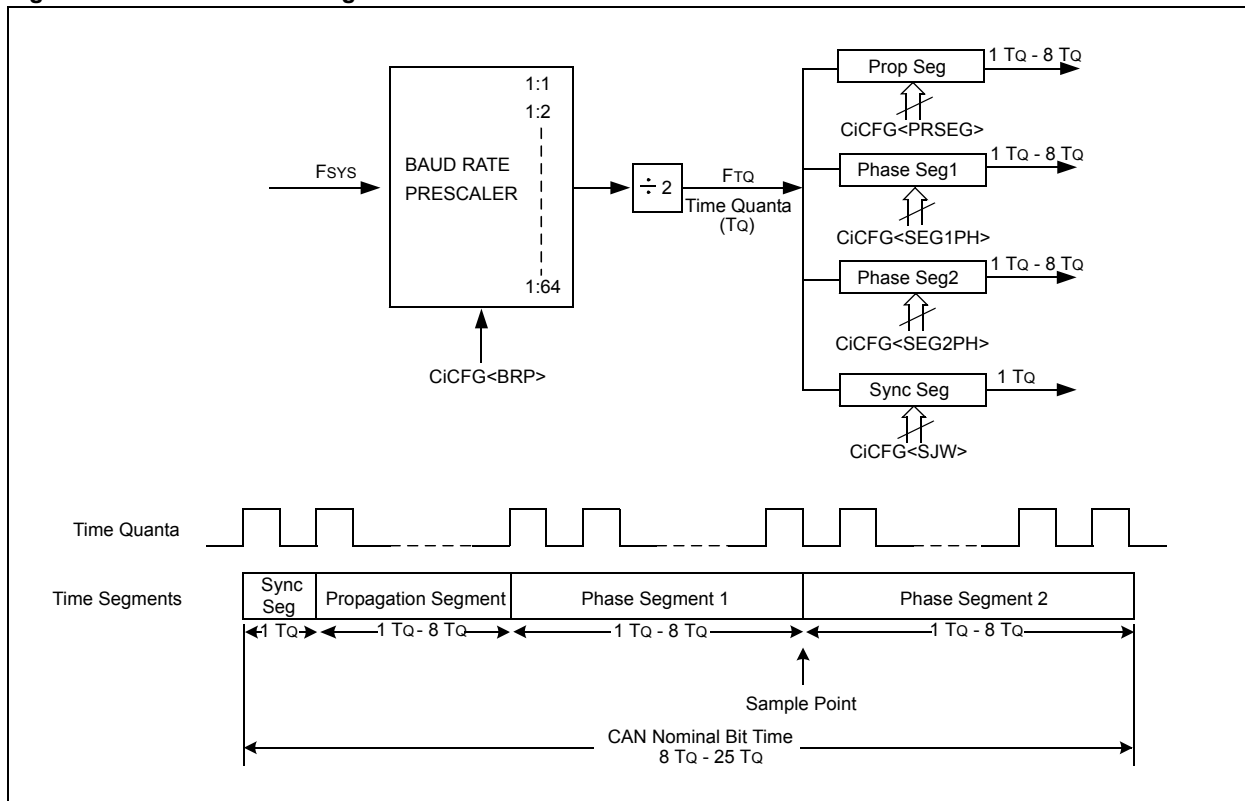 1:1
1:2
1:64
FSYS
BAUD RATE
PRESCALER
CiCFG<BRP>
÷ 2
FTQ
Time Quanta
(TQ)
Prop Seg
1 TQ - 8 TQ
CiCFG<PRSEG>
Phase Seg1
1 TQ - 8 TQ
CiCFG<SEG1PH>
Phase Seg2
1 TQ - 8 TQ
CiCFG<SEG2PH>
Sync Seg
1 TQ
CiCFG<SJW>
Time Quanta
Time Segments
Sync
Seg
Propagation Segment
Phase Segment 1
Phase Segment 2
1 TQ
1 TQ - 8 TQ
1 TQ - 8 TQ
1 TQ - 8 TQ
Sample Point
CAN Nominal Bit Time
8 TQ - 25 TQ